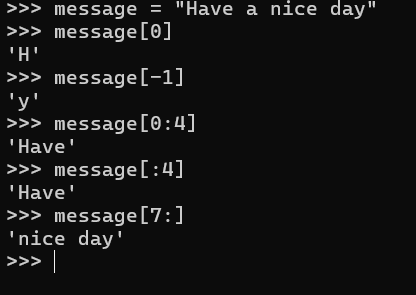 >>> message = "Have a nice day"
>>> message[0]
'H'
>>> message[-1]
'y'
>>> message[0:4]
'Have'
>>> message[:4]
'Have'
>>> message[7:]
'nice day'
>>>